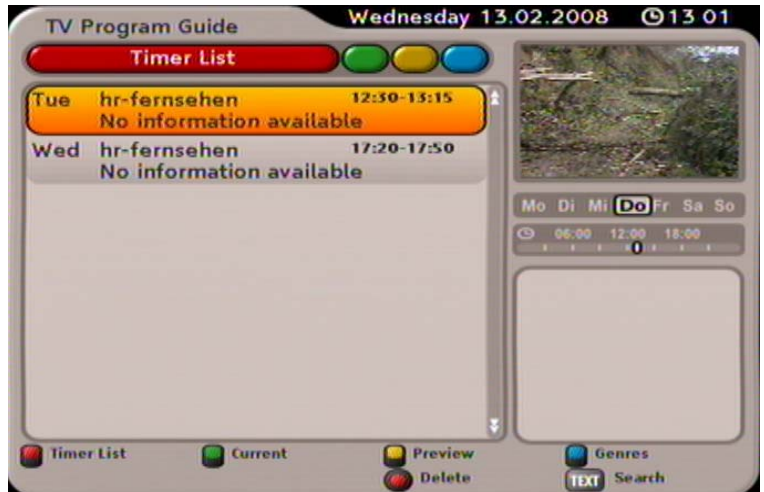 TV Program Guide
Wednesday 13.02.2008 13 01
Timer List
Tue hr-fernsehen 12:30-13:15
No information available
Wed hr-fernsehen 17:20-17:50
No information available
Mo Di Mi Do Fr Sa So
06:00 12:00 18:00
Timer List Current Preview Genres
Delete TEXT Search